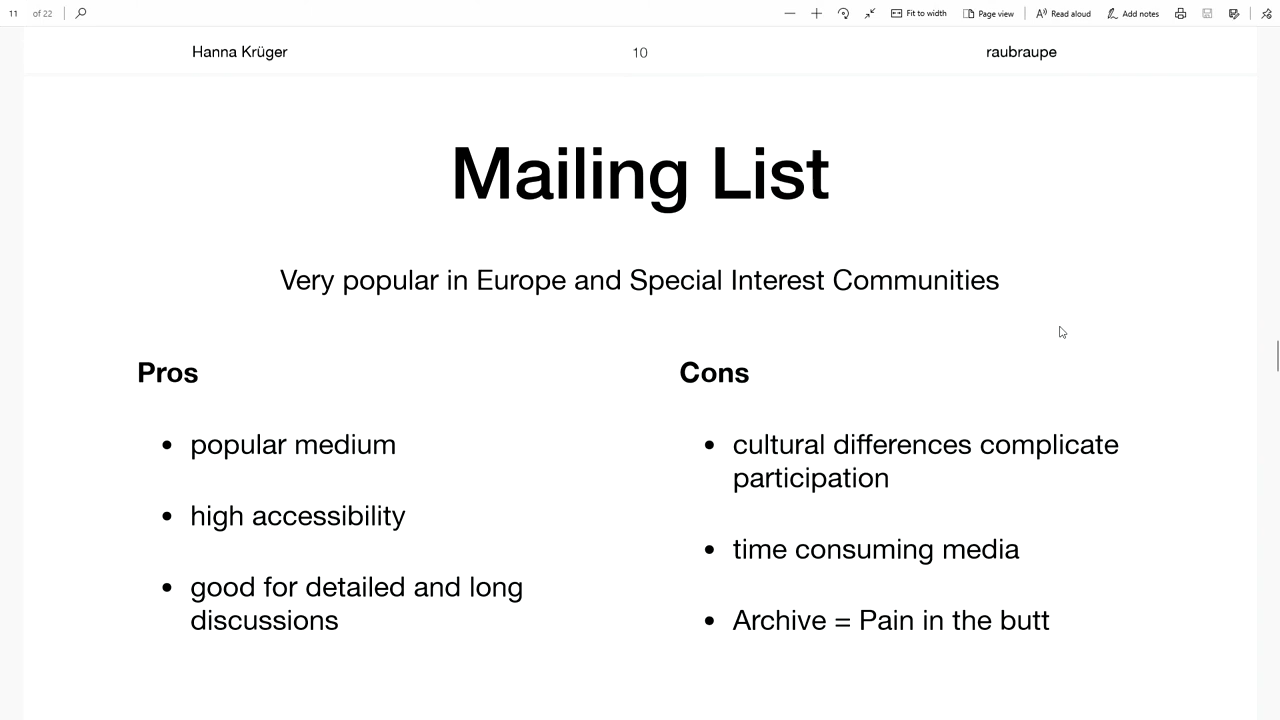 11 of 22
Fit to width
Page view
Read aloud
Add notes
Hanna Krüger
10
raubraupe
Mailing List
Very popular in Europe and Special Interest Communities
Pros
• popular medium
• high accessibility
• good for detailed and long
discussions
Cons
• cultural differences complicate
participation
• time consuming media
• Archive = Pain in the butt